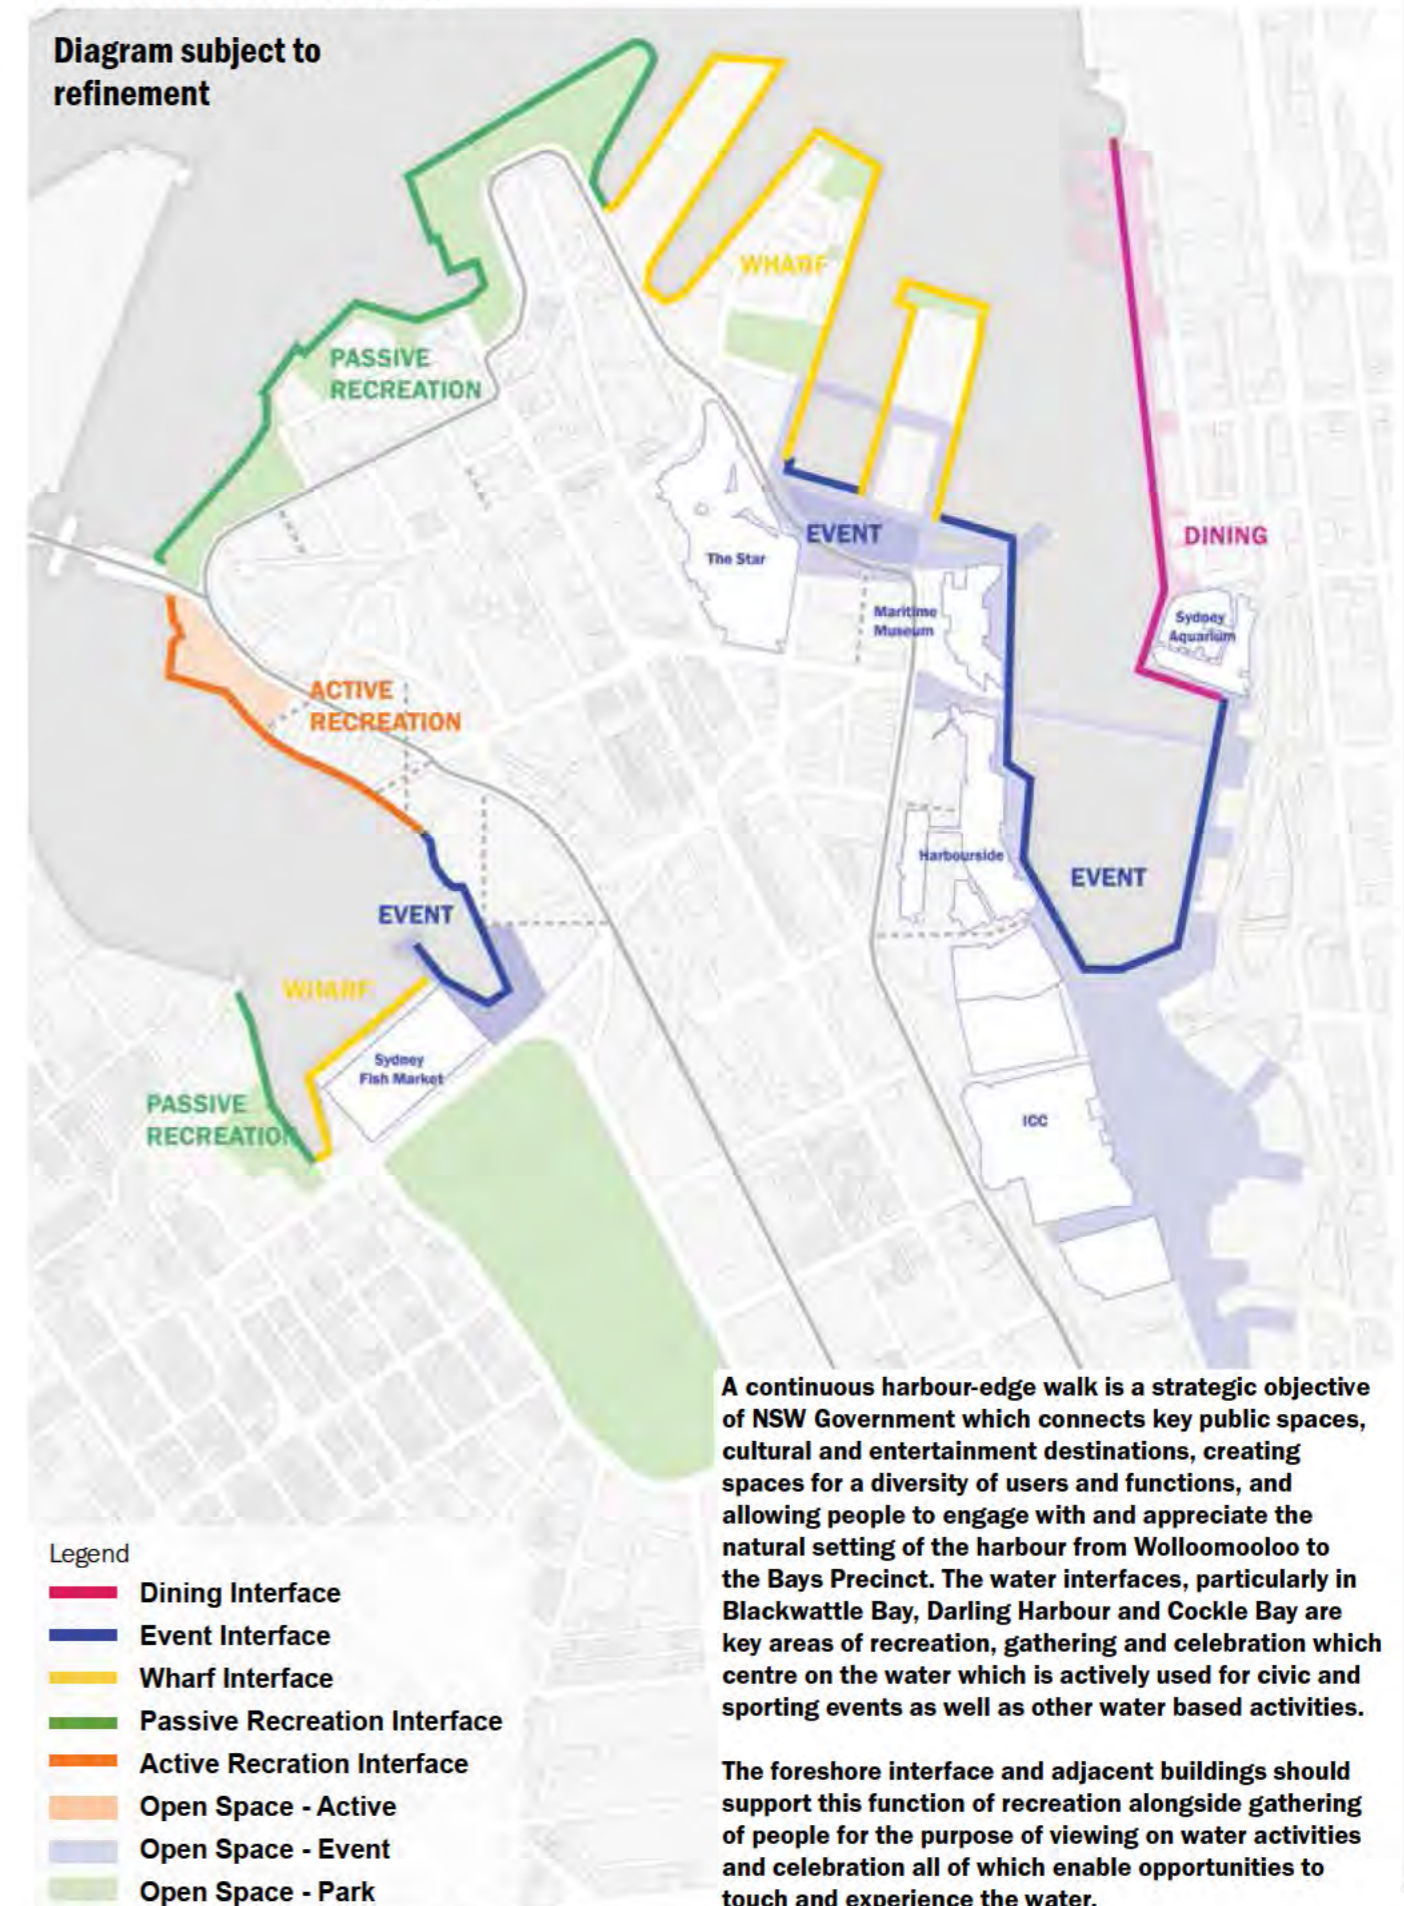 Diagram subject to
refinement
WHARF
PASSIVE
RECREATION
EVENT
DINING
The Star
Maritime
Museum
Sydney
Aquarium
ACTIVE
RECREATION
Harbourside
EVENT
EVENT
WHARF
Sydney
Fish Market
PASSIVE
RECREATION
ICC
A continuous harbour-edge walk is a strategic objective
of NSW Government which connects key public spaces,
cultural and entertainment destinations, creating
spaces for a diversity of users and functions, and
allowing people to engage with and appreciate the
natural setting of the harbour from Wolloomooloo to
the Bays Precinct. The water interfaces, particularly in
Blackwattle Bay, Darling Harbour and Cockle Bay are
key areas of recreation, gathering and celebration which
centre on the water which is actively used for civic and
sporting events as well as other water based activities.
The foreshore interface and adjacent buildings should
support this function of recreation alongside gathering
of people for the purpose of viewing on water activities
and celebration all of which enable opportunities to
touch and experience the water.
Legend
Dining Interface
Event Interface
Wharf Interface
Passive Recreation Interface
Active Recration Interface
Open Space - Active
Open Space - Event
Open Space - Park